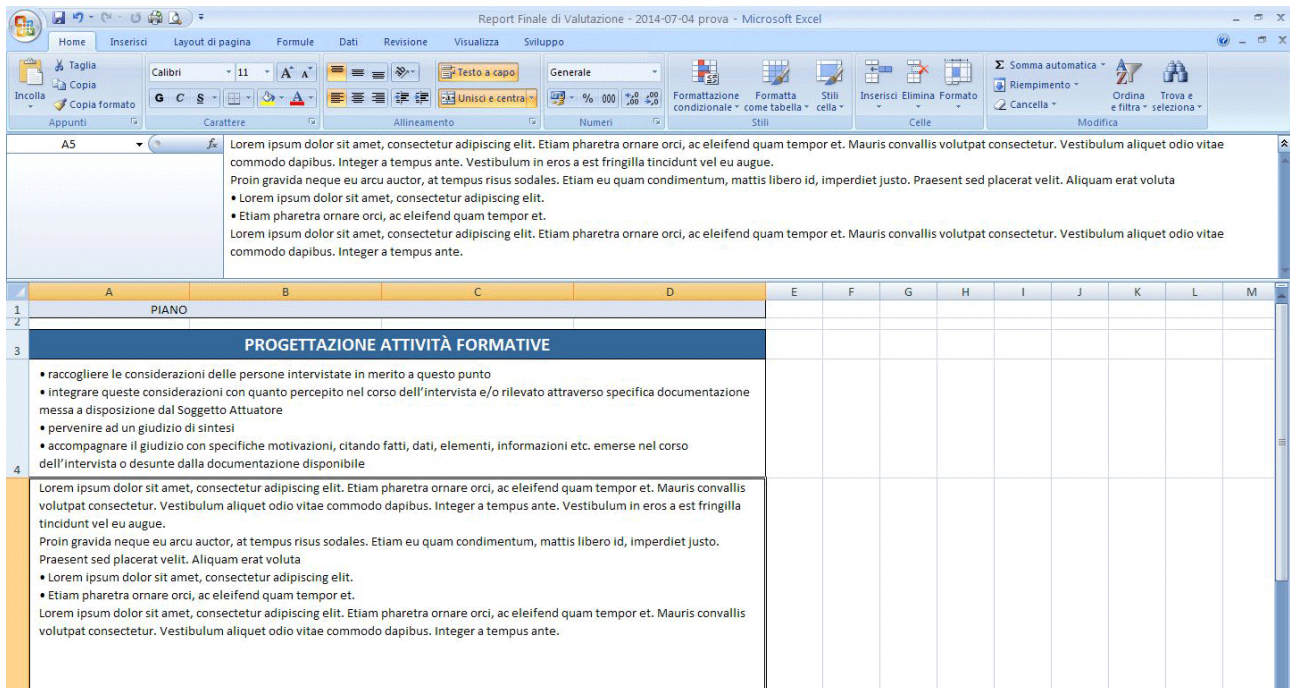 Report Finale di Valutazione - 2014-07-04 prova - Microsoft Excel
Home Inserisci Layout di pagina Formule Dati Revisione Visualizza Sviluppo
Incolla
Taglia
Copia
Copia formato
Appunti
Calibri 11 A A
G C S A
Carattere
Testo a capo
Unisci e centra
Allineamento
Generale
% 000 ,00 ,0
Numeri
Formattazione condizionale
Formatta come tabella
Stili cella
Stili
Inserisci Elimina Formato
Celle
Σ Somma automatica
Riempimento
Cancella
Ordina e filtra
Trova e seleziona
Modifica
A5
fx
Lorem ipsum dolor sit amet, consectetur adipiscing elit. Etiam pharetra ornare orci, ac eleifend quam tempor et. Mauris convallis volutpat consectetur. Vestibulum aliquet odio vitae
commodo dapibus. Integer a tempus ante. Vestibulum in eros a est fringilla tincidunt vel eu augue.
Proin gravida neque eu arcu auctor, at tempus risus sodales. Etiam eu quam condimentum, mattis libero id, imperdiet justo. Praesent sed placerat velit. Aliquam erat voluta
• Lorem ipsum dolor sit amet, consectetur adipiscing elit.
• Etiam pharetra ornare orci, ac eleifend quam tempor et.
Lorem ipsum dolor sit amet, consectetur adipiscing elit. Etiam pharetra ornare orci, ac eleifend quam tempor et. Mauris convallis volutpat consectetur. Vestibulum aliquet odio vitae
commodo dapibus. Integer a tempus ante.
A B C D E F G H I J K L M
1 PIANO
2
3 PROGETTAZIONE ATTIVITÀ FORMATIVE
• raccogliere le considerazioni delle persone intervistate in merito a questo punto
• integrare queste considerazioni con quanto percepito nel corso dell'intervista e/o rilevato attraverso specifica documentazione
messa a disposizione dal Soggetto Attuatore
• pervenire ad un giudizio di sintesi
• accompagnare il giudizio con specifiche motivazioni, citando fatti, dati, elementi, informazioni etc. emerse nel corso
4 dell'intervista o desunte dalla documentazione disponibile
Lorem ipsum dolor sit amet, consectetur adipiscing elit. Etiam pharetra ornare orci, ac eleifend quam tempor et. Mauris convallis
volutpat consectetur. Vestibulum aliquet odio vitae commodo dapibus. Integer a tempus ante. Vestibulum in eros a est fringilla
tincidunt vel eu augue.
Proin gravida neque eu arcu auctor, at tempus risus sodales. Etiam eu quam condimentum, mattis libero id, imperdiet justo.
Praesent sed placerat velit. Aliquam erat voluta
• Lorem ipsum dolor sit amet, consectetur adipiscing elit.
• Etiam pharetra ornare orci, ac eleifend quam tempor et.
Lorem ipsum dolor sit amet, consectetur adipiscing elit. Etiam pharetra ornare orci, ac eleifend quam tempor et. Mauris convallis
volutpat consectetur. Vestibulum aliquet odio vitae commodo dapibus. Integer a tempus ante.